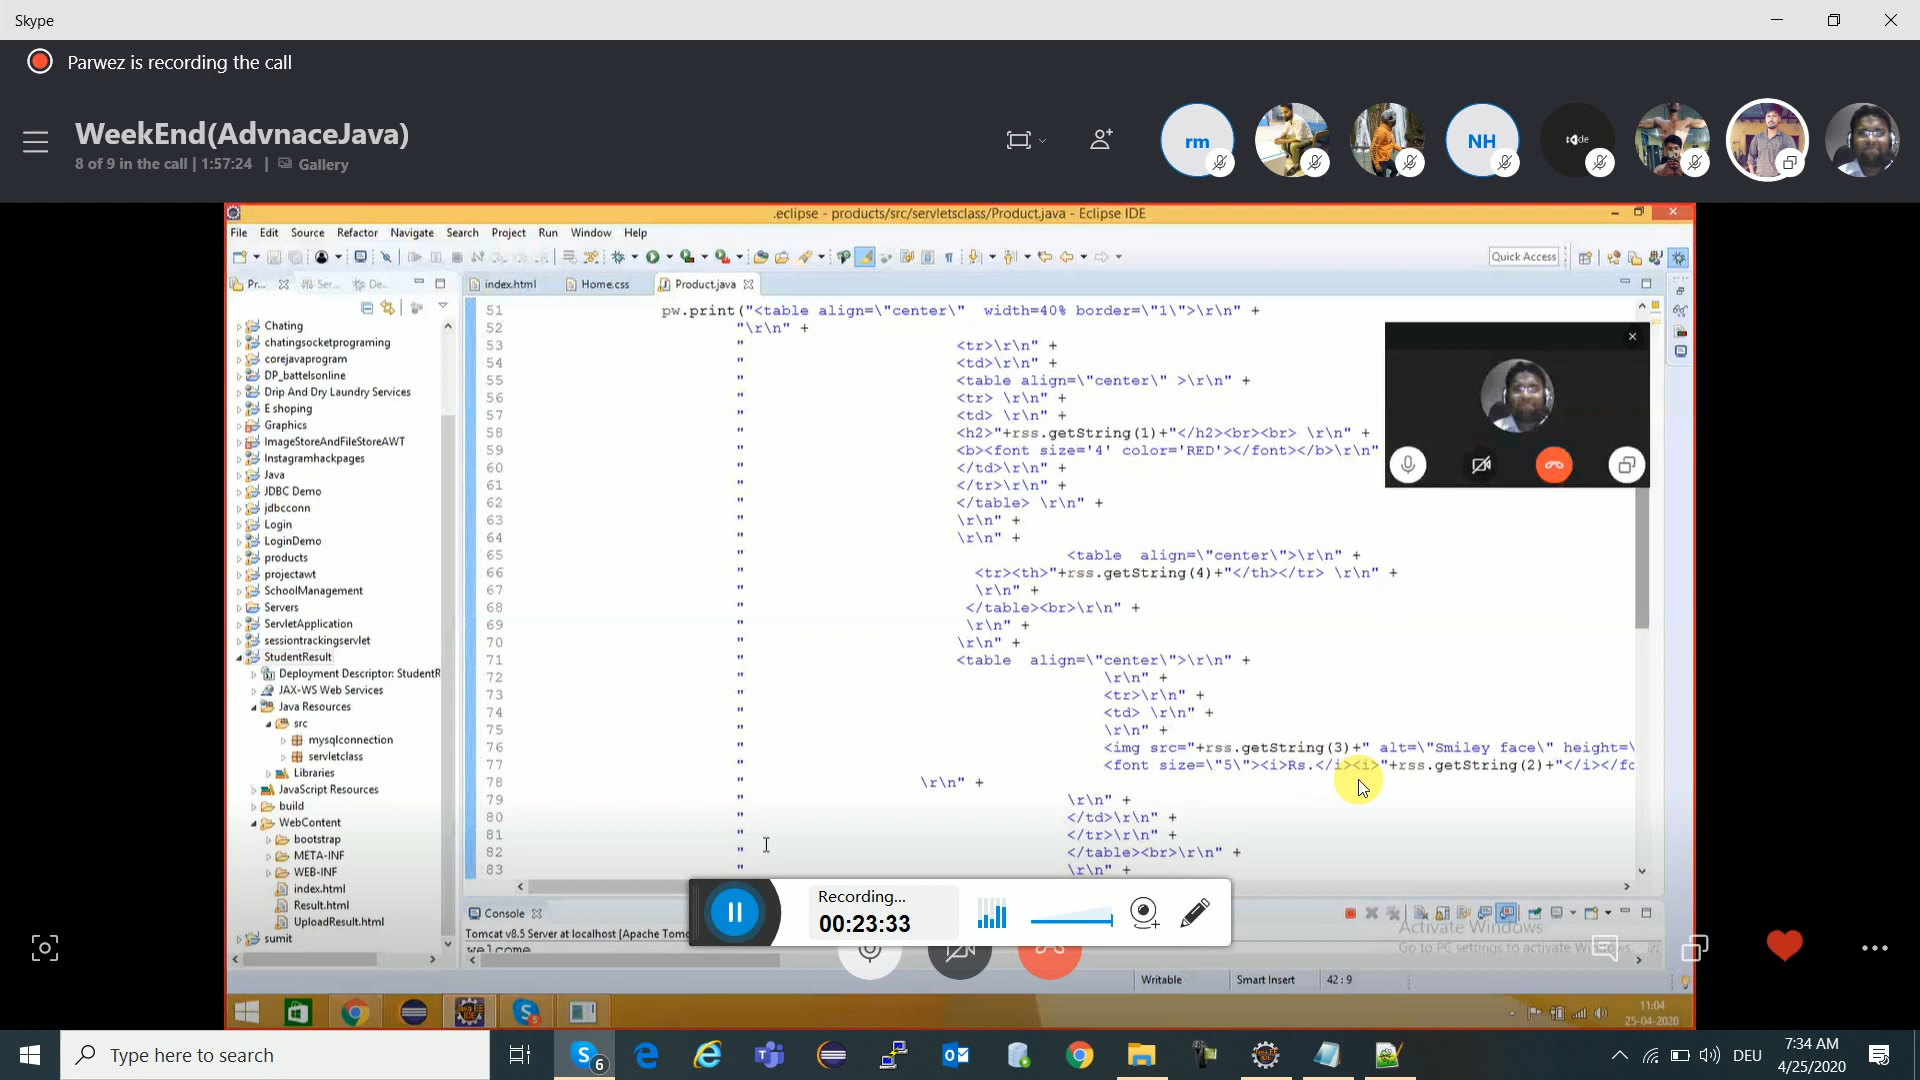 Skype
Parwez is recording the call
WeekEnd(AdvnaceJava)
8 of 9 in the call | 1:57:24 | Gallery
rm
NH
.eclipse - products/src/servletsclass/Product.java - Eclipse IDE
File Edit Source Refactor Navigate Search Project Run Window Help
Quick Access
Pr... Ser... De...
index.html Home.css Product.java
Chating
chatingsocketprograming
corejavaprogram
DP_battelsonline
Drip And Dry Laundry Services
E shoping
Graphics
ImageStoreAndFileStoreAWT
Instagramhackpages
Java
JDBC Demo
jdbcconn
Login
LoginDemo
products
projectawt
SchoolManagement
Servers
ServletApplication
sessiontrackingservlet
StudentResult
Deployment Descriptor: StudentR
JAX-WS Web Services
Java Resources
src
mysqlconnection
servletclass
Libraries
JavaScript Resources
build
WebContent
bootstrap
META-INF
WEB-INF
index.html
Result.html
UploadResult.html
sumit
51 pw.print("<table align=\"center\"  width=40% border=\"1\">\r\n" +
52 "\r\n" +
53 " <tr>\r\n" +
54 " <td>\r\n" +
55 " <table align=\"center\" >\r\n" +
56 " <tr> \r\n" +
57 " <td> \r\n" +
58 " <h2>"+rss.getString(1)+"</h2><br><br> \r\n" +
59 " <b><font size='4' color='RED'></font></b>\r\n"
60 " </td>\r\n" +
61 " </tr>\r\n" +
62 " </table> \r\n" +
63 " \r\n" +
64 " \r\n" +
65 " <table  align=\"center\">\r\n" +
66 " <tr><th>"+rss.getString(4)+"</th></tr> \r\n" +
67 " \r\n" +
68 " </table><br>\r\n" +
69 " \r\n" +
70 " \r\n" +
71 " <table  align=\"center\">\r\n" +
72 " \r\n" +
73 " <tr>\r\n" +
74 " <td> \r\n" +
75 " \r\n" +
76 " <img src="+rss.getString(3)+" alt=\"Smiley face\" height=\
77 " <font size=\"5\"><i>Rs.</i><i>"+rss.getString(2)+"</i></fo
78 " \r\n" +
79 " \r\n" +
80 " </td>\r\n" +
81 " </tr>\r\n" +
82 " </table><br>\r\n" +
83 " \r\n" +
Recording...
00:23:33
Console
Tomcat v8.5 Server at localhost [Apache Tomc
welcome
Activate Windows
Go to PC settings to activate Windows.
Writable Smart Insert 42 : 9
11:04
25-04-2020
Type here to search
6
DEU
7:34 AM
4/25/2020